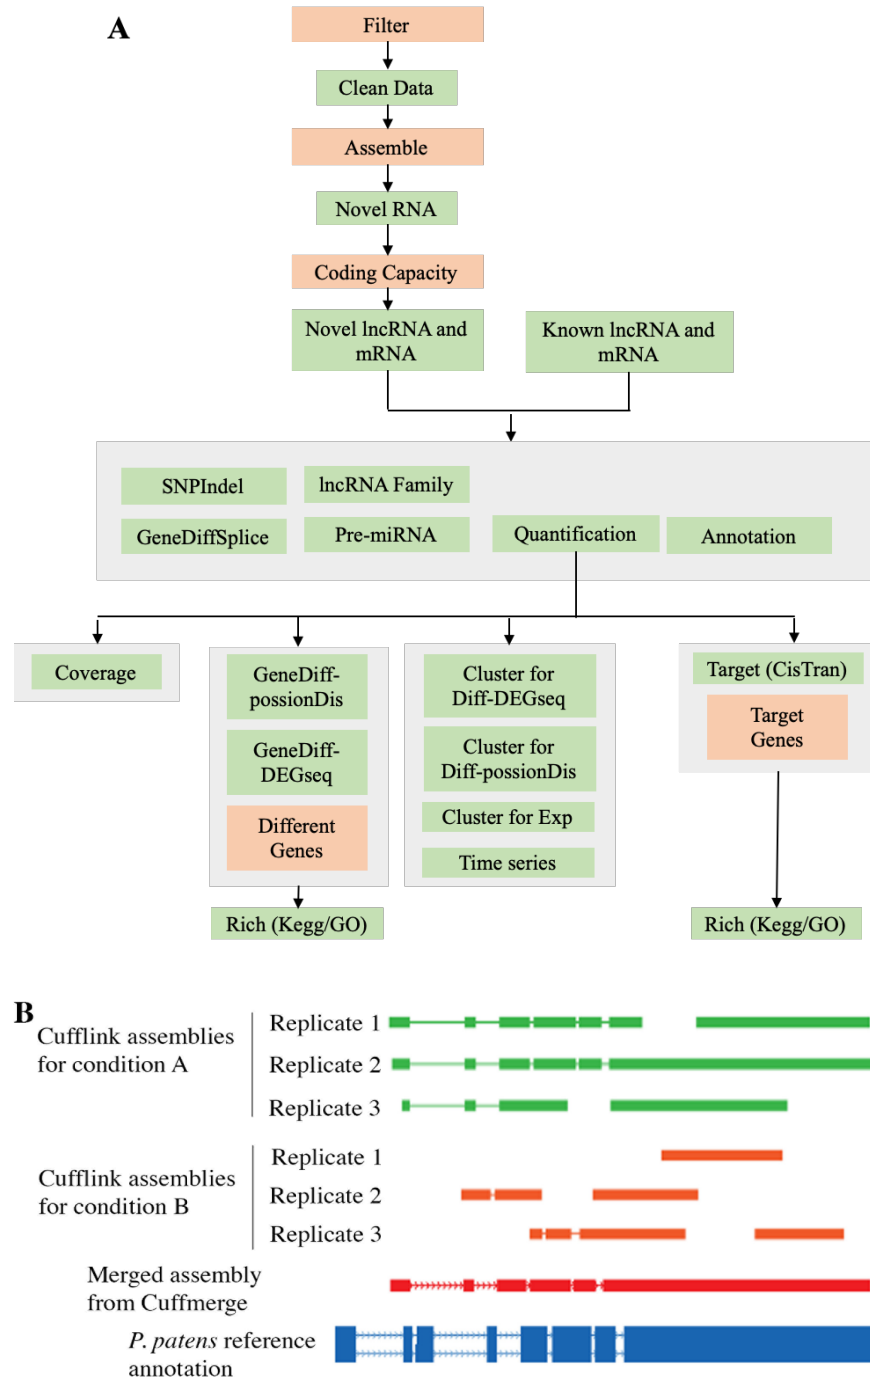 A
Filter
Clean Data
Assemble
Novel RNA
Coding Capacity
Novel lncRNA and
mRNA
Known lncRNA and
mRNA
SNPIndel
lncRNA Family
GeneDiffSplice
Pre-miRNA
Quantification
Annotation
Coverage
GeneDiff-
possionDis
GeneDiff-
DEGseq
Different
Genes
Rich (Kegg/GO)
Cluster for
Diff-DEGseq
Cluster for
Diff-possionDis
Cluster for Exp
Time series
Target (CisTran)
Target
Genes
Rich (Kegg/GO)
B
Cufflink assemblies
for condition A
Replicate 1
Replicate 2
Replicate 3
Cufflink assemblies
for condition B
Replicate 1
Replicate 2
Replicate 3
Merged assembly
from Cuffmerge
P. patens reference
annotation